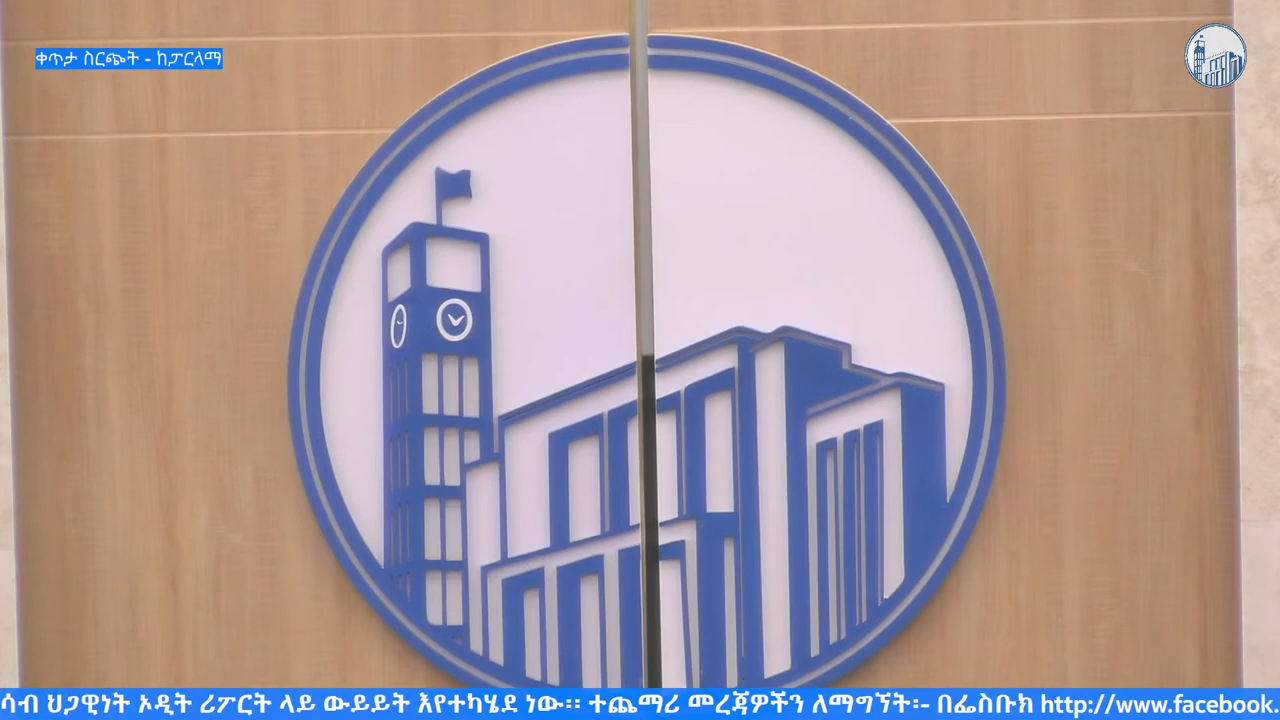 ቀጥታ ስርጭት - ከፓርላማ
ሳብ ህጋዊነት ኦዲት ሪፖርት ላይ ውይይት እየተካሄደ ነው። ተጨማሪ መረጃዎችን ለማግኘት፡- በፌስቡክ http://www.facebook.